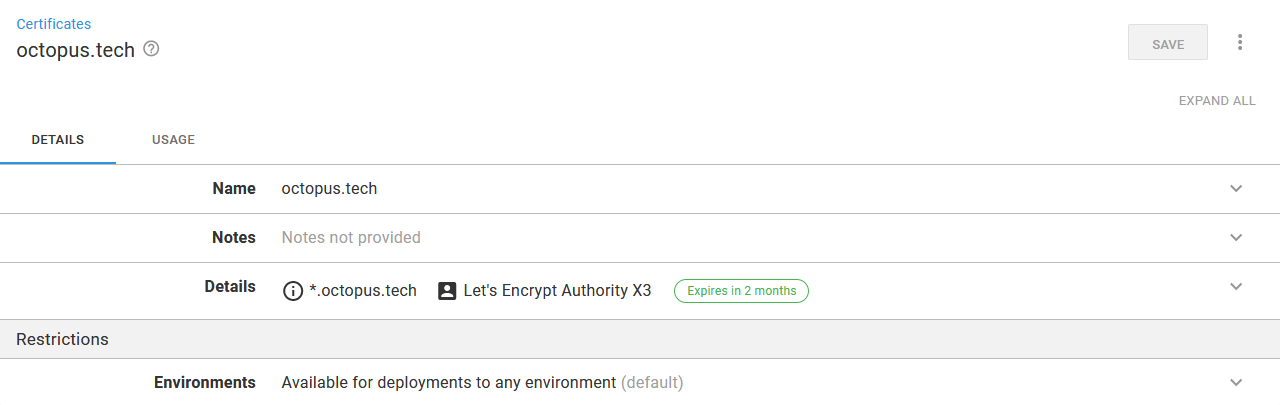 Certificates
octopus.tech
SAVE
EXPAND ALL
DETAILS USAGE
Name octopus.tech
Notes Notes not provided
Details *.octopus.tech Let's Encrypt Authority X3 Expires in 2 months
Restrictions
Environments Available for deployments to any environment (default)